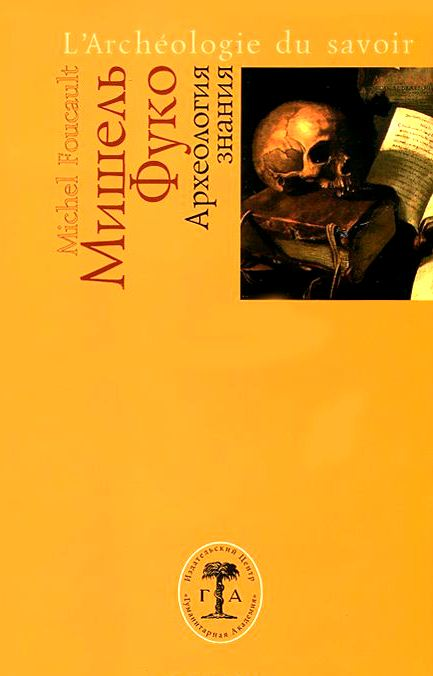 L'Archéologie du savoir
Michel Foucault
Мишель
Фуко
Археология
знания
Издательский Центр
Г А
"Гуманитарная Академия"